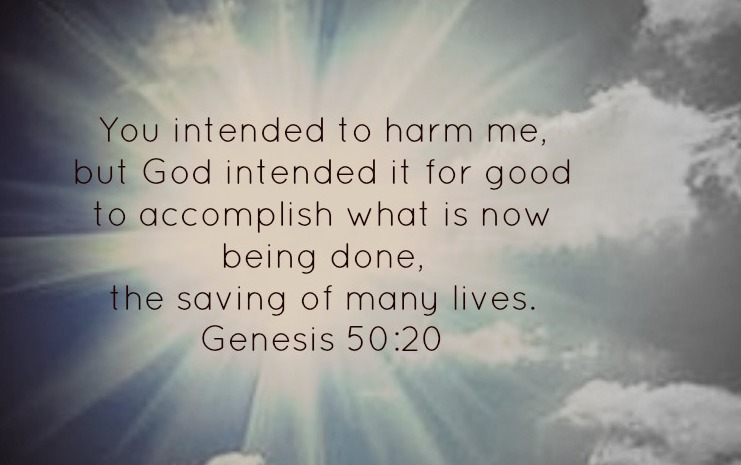 You intended to harm me,
but God intended it for good
to accomplish what is now
being done,
the saving of many lives.
Genesis 50:20